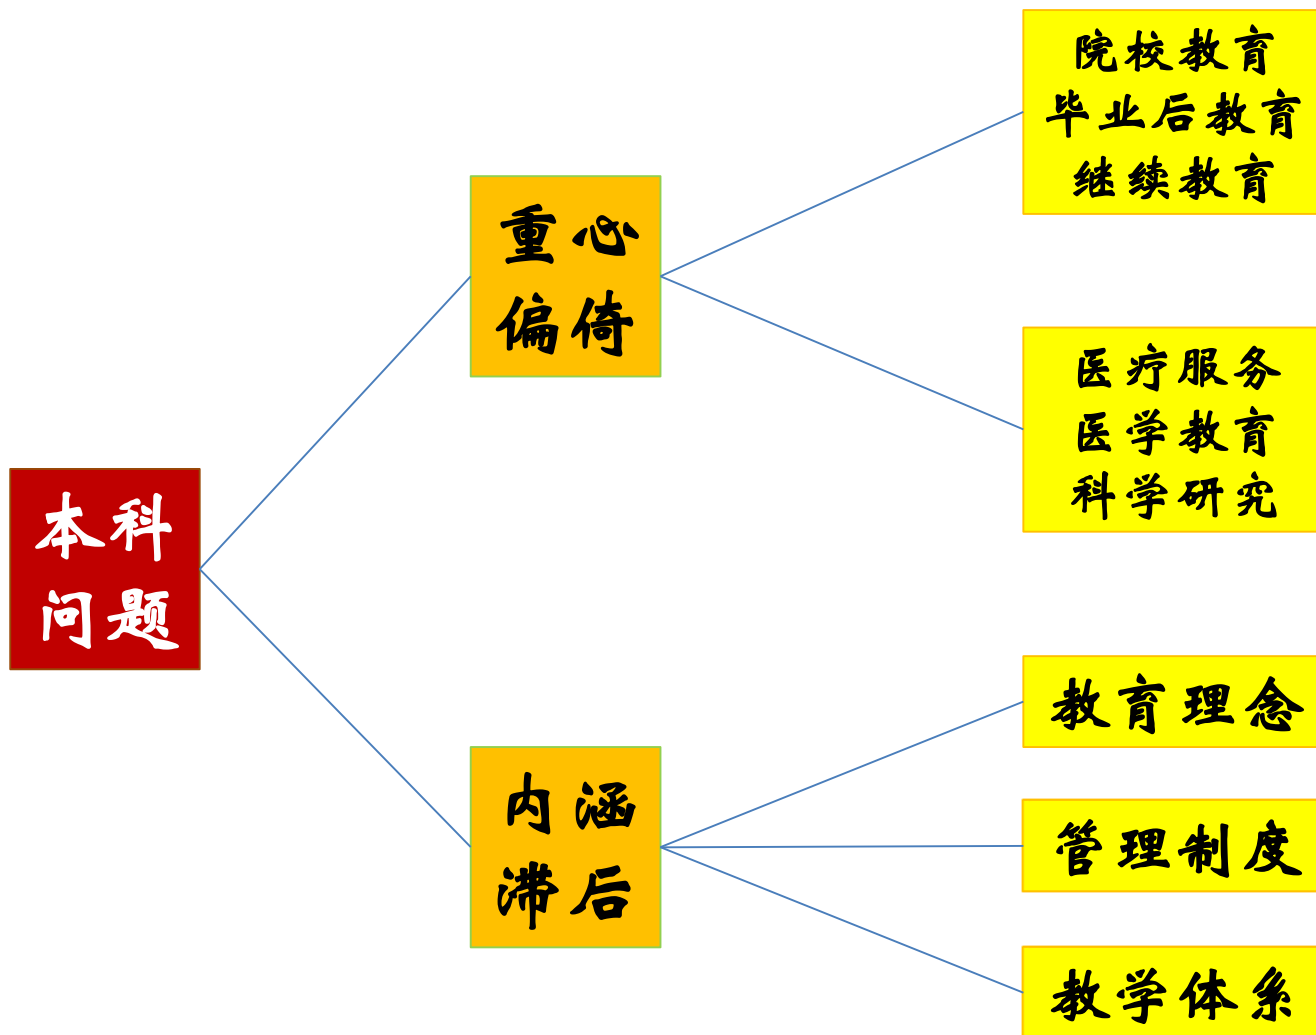 本科
问题
重心
偏倚
内涵
滞后
院校教育
毕业后教育
继续教育
医疗服务
医学教育
科学研究
教育理念
管理制度
教学体系